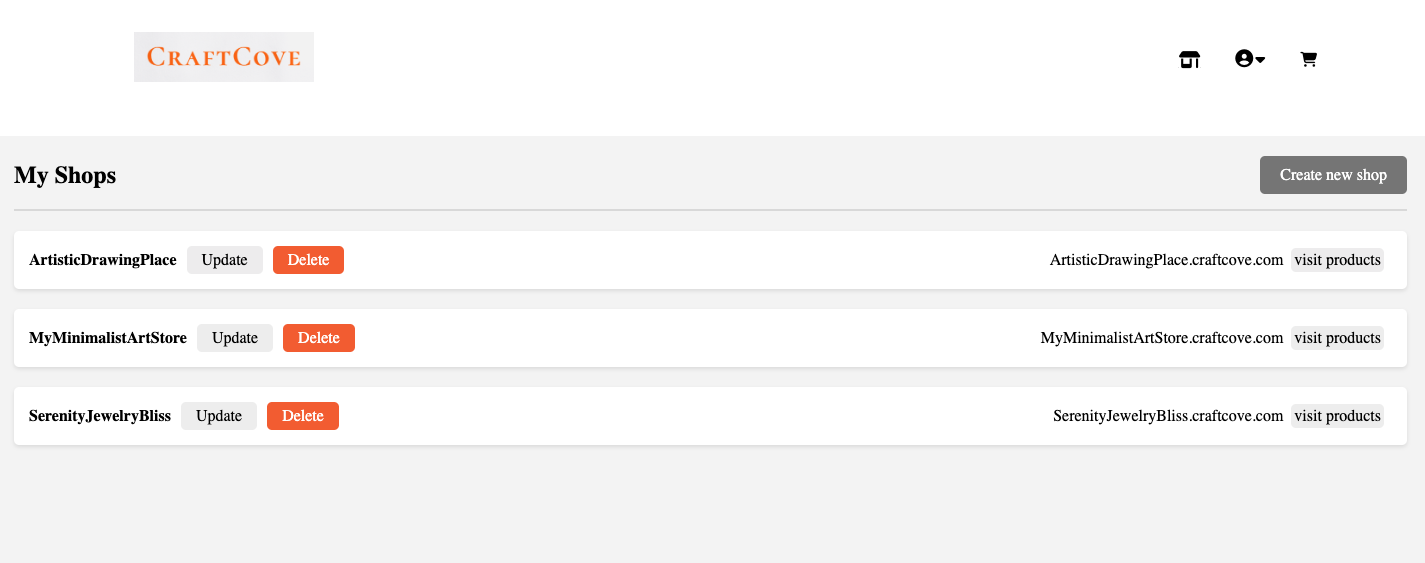 CRAFTCOVE
My Shops Create new shop
ArtisticDrawingPlace Update Delete ArtisticDrawingPlace.craftcove.com visit products
MyMinimalistArtStore Update Delete MyMinimalistArtStore.craftcove.com visit products
SerenityJewelryBliss Update Delete SerenityJewelryBliss.craftcove.com visit products